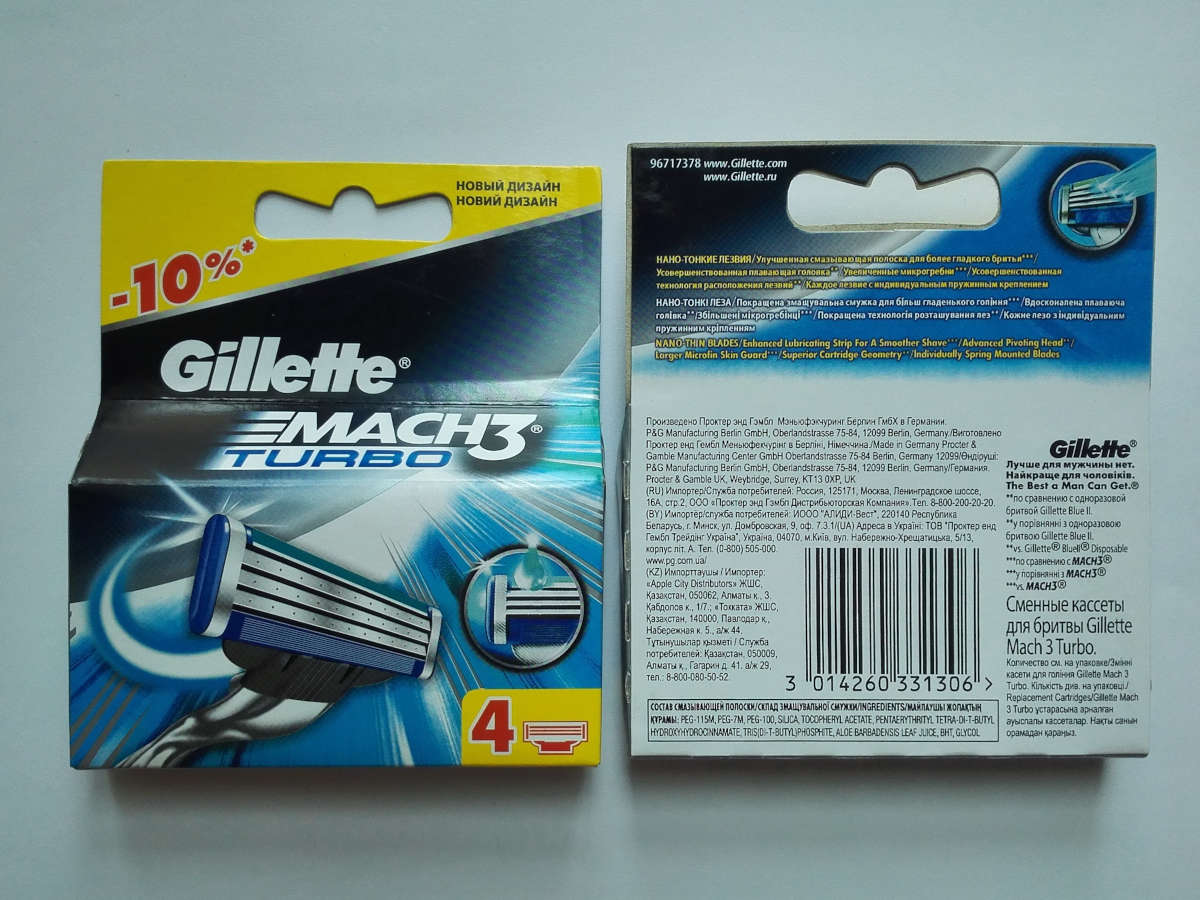 НОВЫЙ ДИЗАЙН
НОВИЙ ДИЗАЙН
-10%*
Gillette®
MACH3®
TURBO
4
96717378 www.Gillette.com
www.Gillette.ru
НАНО-ТОНКИЕ ЛЕЗВИЯ/Улучшенная смазывающая полоска для более гладкого бритья***/
Усовершенствованная плавающая головка**/Увеличенные микрогребни***/Усовершенствованная
технология расположения лезвий**/Каждое лезвие с индивидуальным пружинным креплением
НАНО-ТОНКІ ЛЕЗА/Покращена змащувальна смужка для більш гладенького гоління***/Вдосконалена плаваюча
голівка**/Збільшені мікрогребінці***/Покращена технологія розташування лез**/Кожне лезо з індивідуальним
пружинним кріпленням
NANO-THIN BLADES/Enhanced Lubricating Strip For A Smoother Shave***/Advanced Pivoting Head**/
Larger Microfin Skin Guard***/Superior Cartridge Geometry**/Individually Spring Mounted Blades
Произведено Проктер энд Гэмбл Мэньюфэкчуринг Берлин ГмбХ в Германии.
P&G Manufacturing Berlin GmbH, Oberlandstrasse 75-84, 12099 Berlin, Germany./Виготовлено
Проктер енд Гембл Меньюфекчуринг в Берліні, Німеччина./Made in Germany Procter &
Gamble Manufacturing Center GmbH Oberlandstrasse 75-84, Berlin Germany 12099/Өндіруші:
P&G Manufacturing Berlin GmbH, Oberlandstrasse 75-84, 12099 Berlin, Germany/Германия.
Procter & Gamble UK, Weybridge, Surrey, KT13 0XP, UK
(RU) Импортер/Служба потребителей: Россия, 125171, Москва, Ленинградское шоссе,
16А, стр.2, ООО «Проктер энд Гэмбл Дистрибьюторская Компания».Тел. 8-800-200-20-20.
(BY) Импортер/Служба потребителей: ИООО "АЛИДИ-Вест", 220140 Республика
Беларусь, г. Минск, ул. Домбровская, 9, оф. 7.3.1/(UA) Адреса в Україні: ТОВ "Проктер енд
Гембл Трейдінг Україна", Україна, 04070, м.Київ, вул. Набережно-Хрещатицька, 5/13,
корпус літ. А. Тел. (0-800) 505-000.
www.pg.com.ua/
(KZ) Импорттаушы / Импортер:
«Apple City Distributors» ЖШС,
Қазақстан, 050062, Алматы қ., 3.
Қабдолов к., 1/7.; «Тоққата» ЖШС,
Қазақстан, 140000, Павлодар қ.,
Набережная к. 5., а/ж 44.
Тұтынушылар қызметі / Служба
потребителей: Қазақстан, 050009,
Алматы қ., Гагарин д. 41. а/ж 29,
тел.: 8-800-080-50-52.
3 014260 331306 >
СОСТАВ СМАЗЫВАЮЩЕЙ ПОЛОСКИ/СКЛАД ЗМАЩУВАЛЬНОЇ СМУЖКИ/INGREDIENTS/МАЙЛАУШЫ ЖОЛАҚТЫҢ
ҚҰРАМЫ: PEG-115M, PEG-7M, PEG-100, SILICA, TOCOPHERYL ACETATE, PENTAERYTHRITYL TETRA-DI-T-BUTYL
HYDROXYHYDROCINNAMATE, TRIS(DI-T-BUTYL)PHOSPHITE, ALOE BARBADENSIS LEAF JUICE, BHT, GLYCOL
Gillette®
Лучше для мужчины нет.
Найкраще для чоловіків.
The Best a Man Can Get.®
**по сравнению с одноразовой
бритвой Gillette Blue II.
**у порівнянні з одноразовою
бритвою Gillette Blue II.
**vs. Gillette® BlueII® Disposable
***по сравнению с MACH3®
***у порівнянні з MACH3®
***vs. MACH3®
Сменные кассеты
для бритвы Gillette
Mach 3 Turbo.
Количество см. на упаковке/Змінні
касети для гоління Gillette Mach 3
Turbo. Кількість див. на упаковці./
Replacement Cartridges/Gillette Mach
3 Turbo ұстарасына арналған
ауыспалы кассеталар. Нақты санын
орамадан қараңыз.